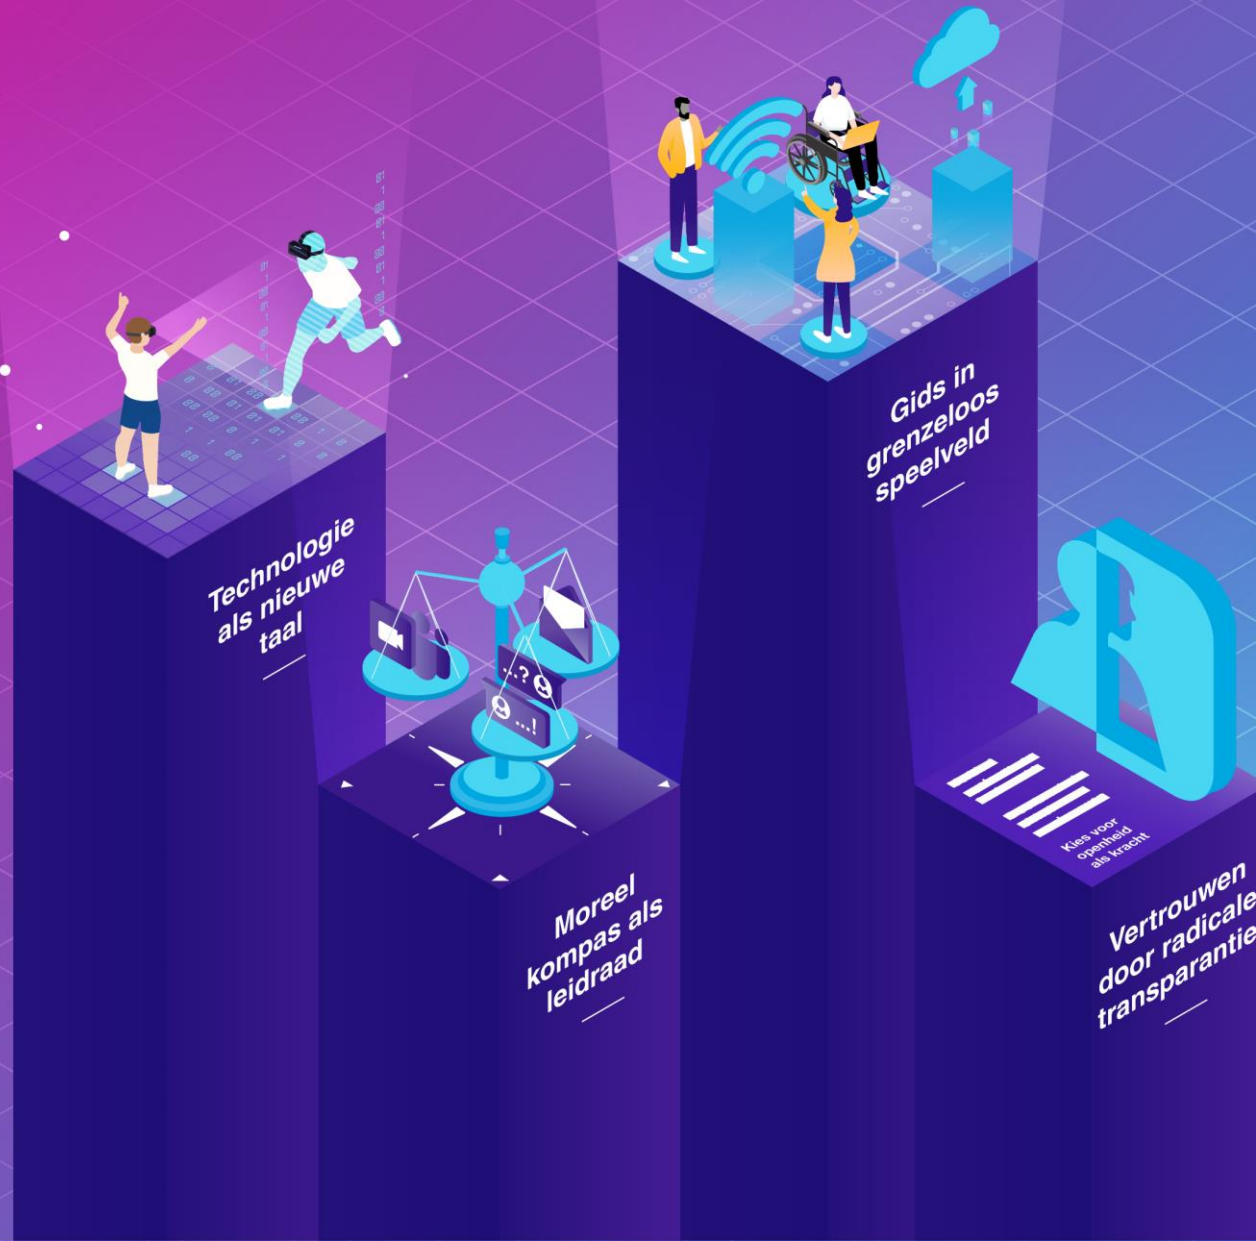 Technologie
als nieuwe
taal
...?
...!
Moreel
kompas als
leidraad
Gids in
grenzeloos
speelveld
Kies voor
openheid
als kracht
Vertrouwen
door radicale
transparantie